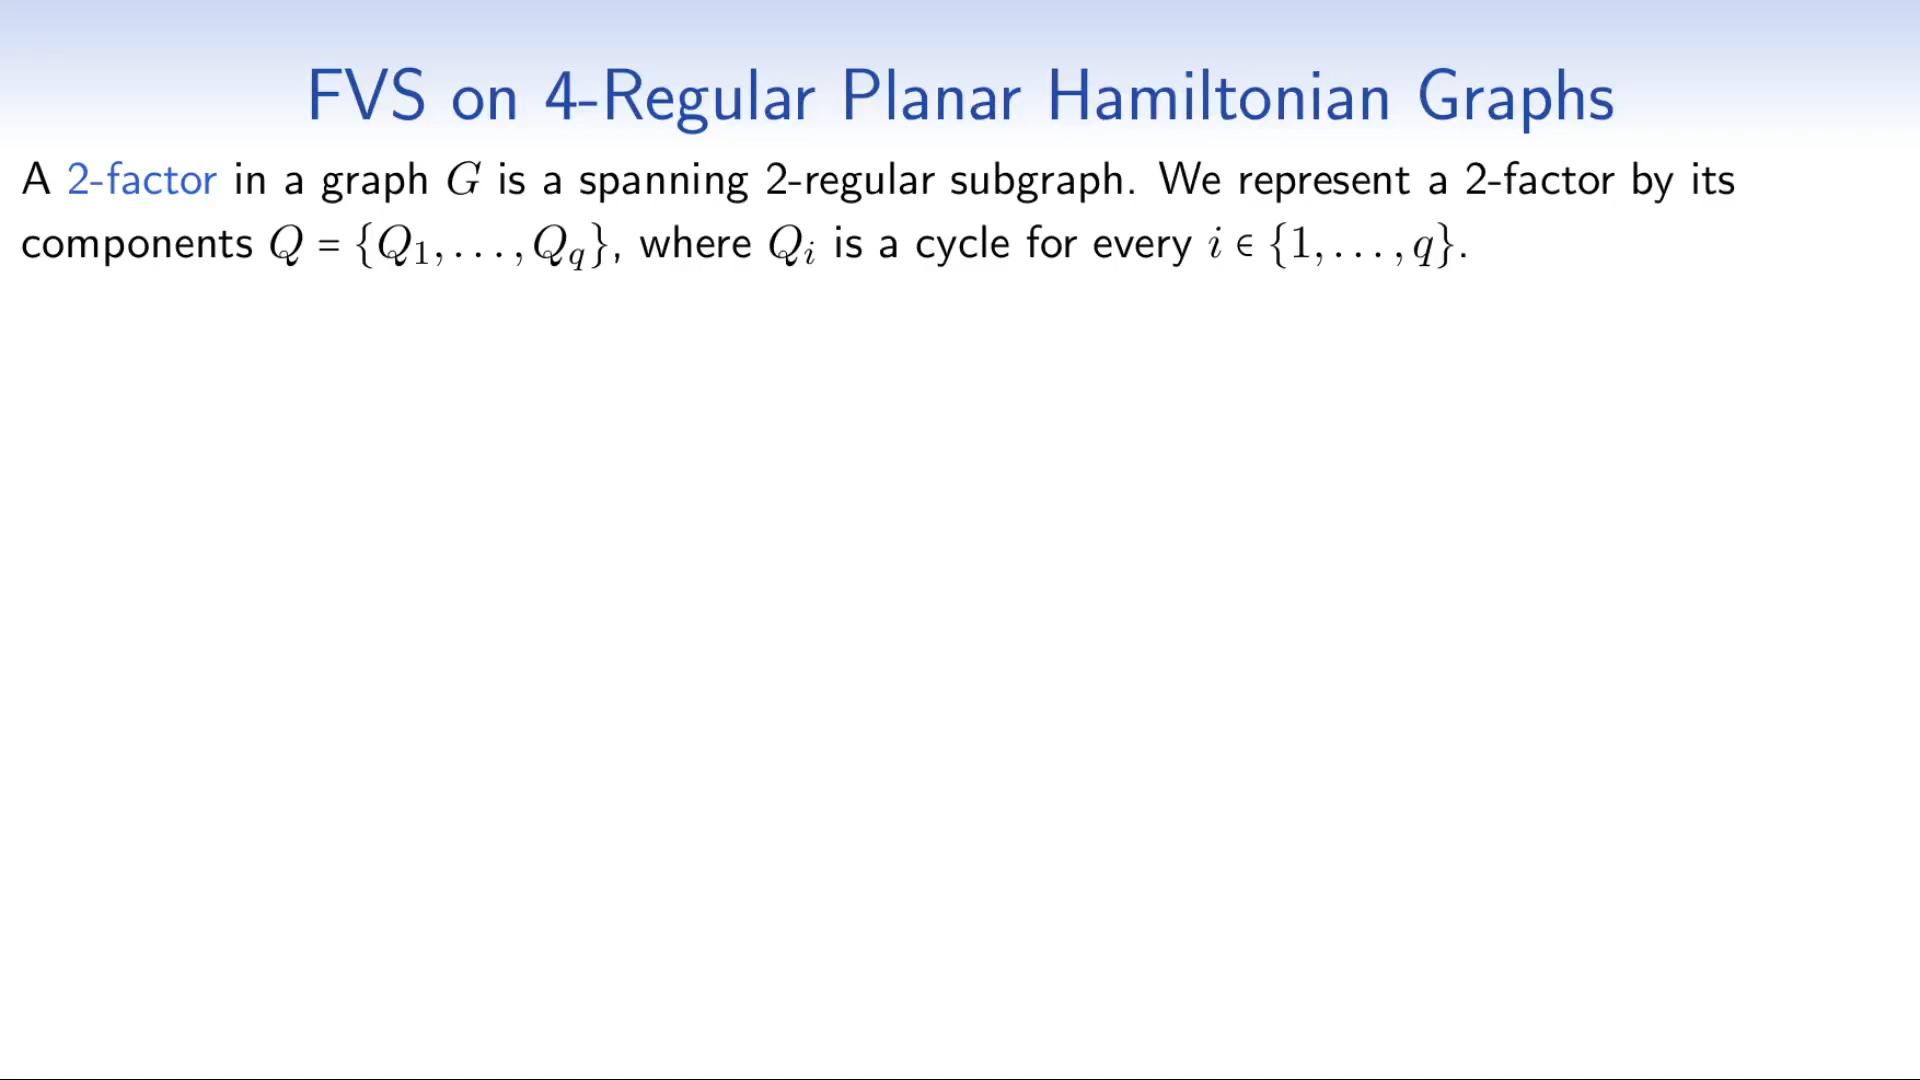 FVS on 4-Regular Planar Hamiltonian Graphs
A 2-factor in a graph G is a spanning 2-regular subgraph. We represent a 2-factor by its
components Q = {Q₁, . . . , Q_q}, where Qᵢ is a cycle for every i ∈ {1, . . . , q}.